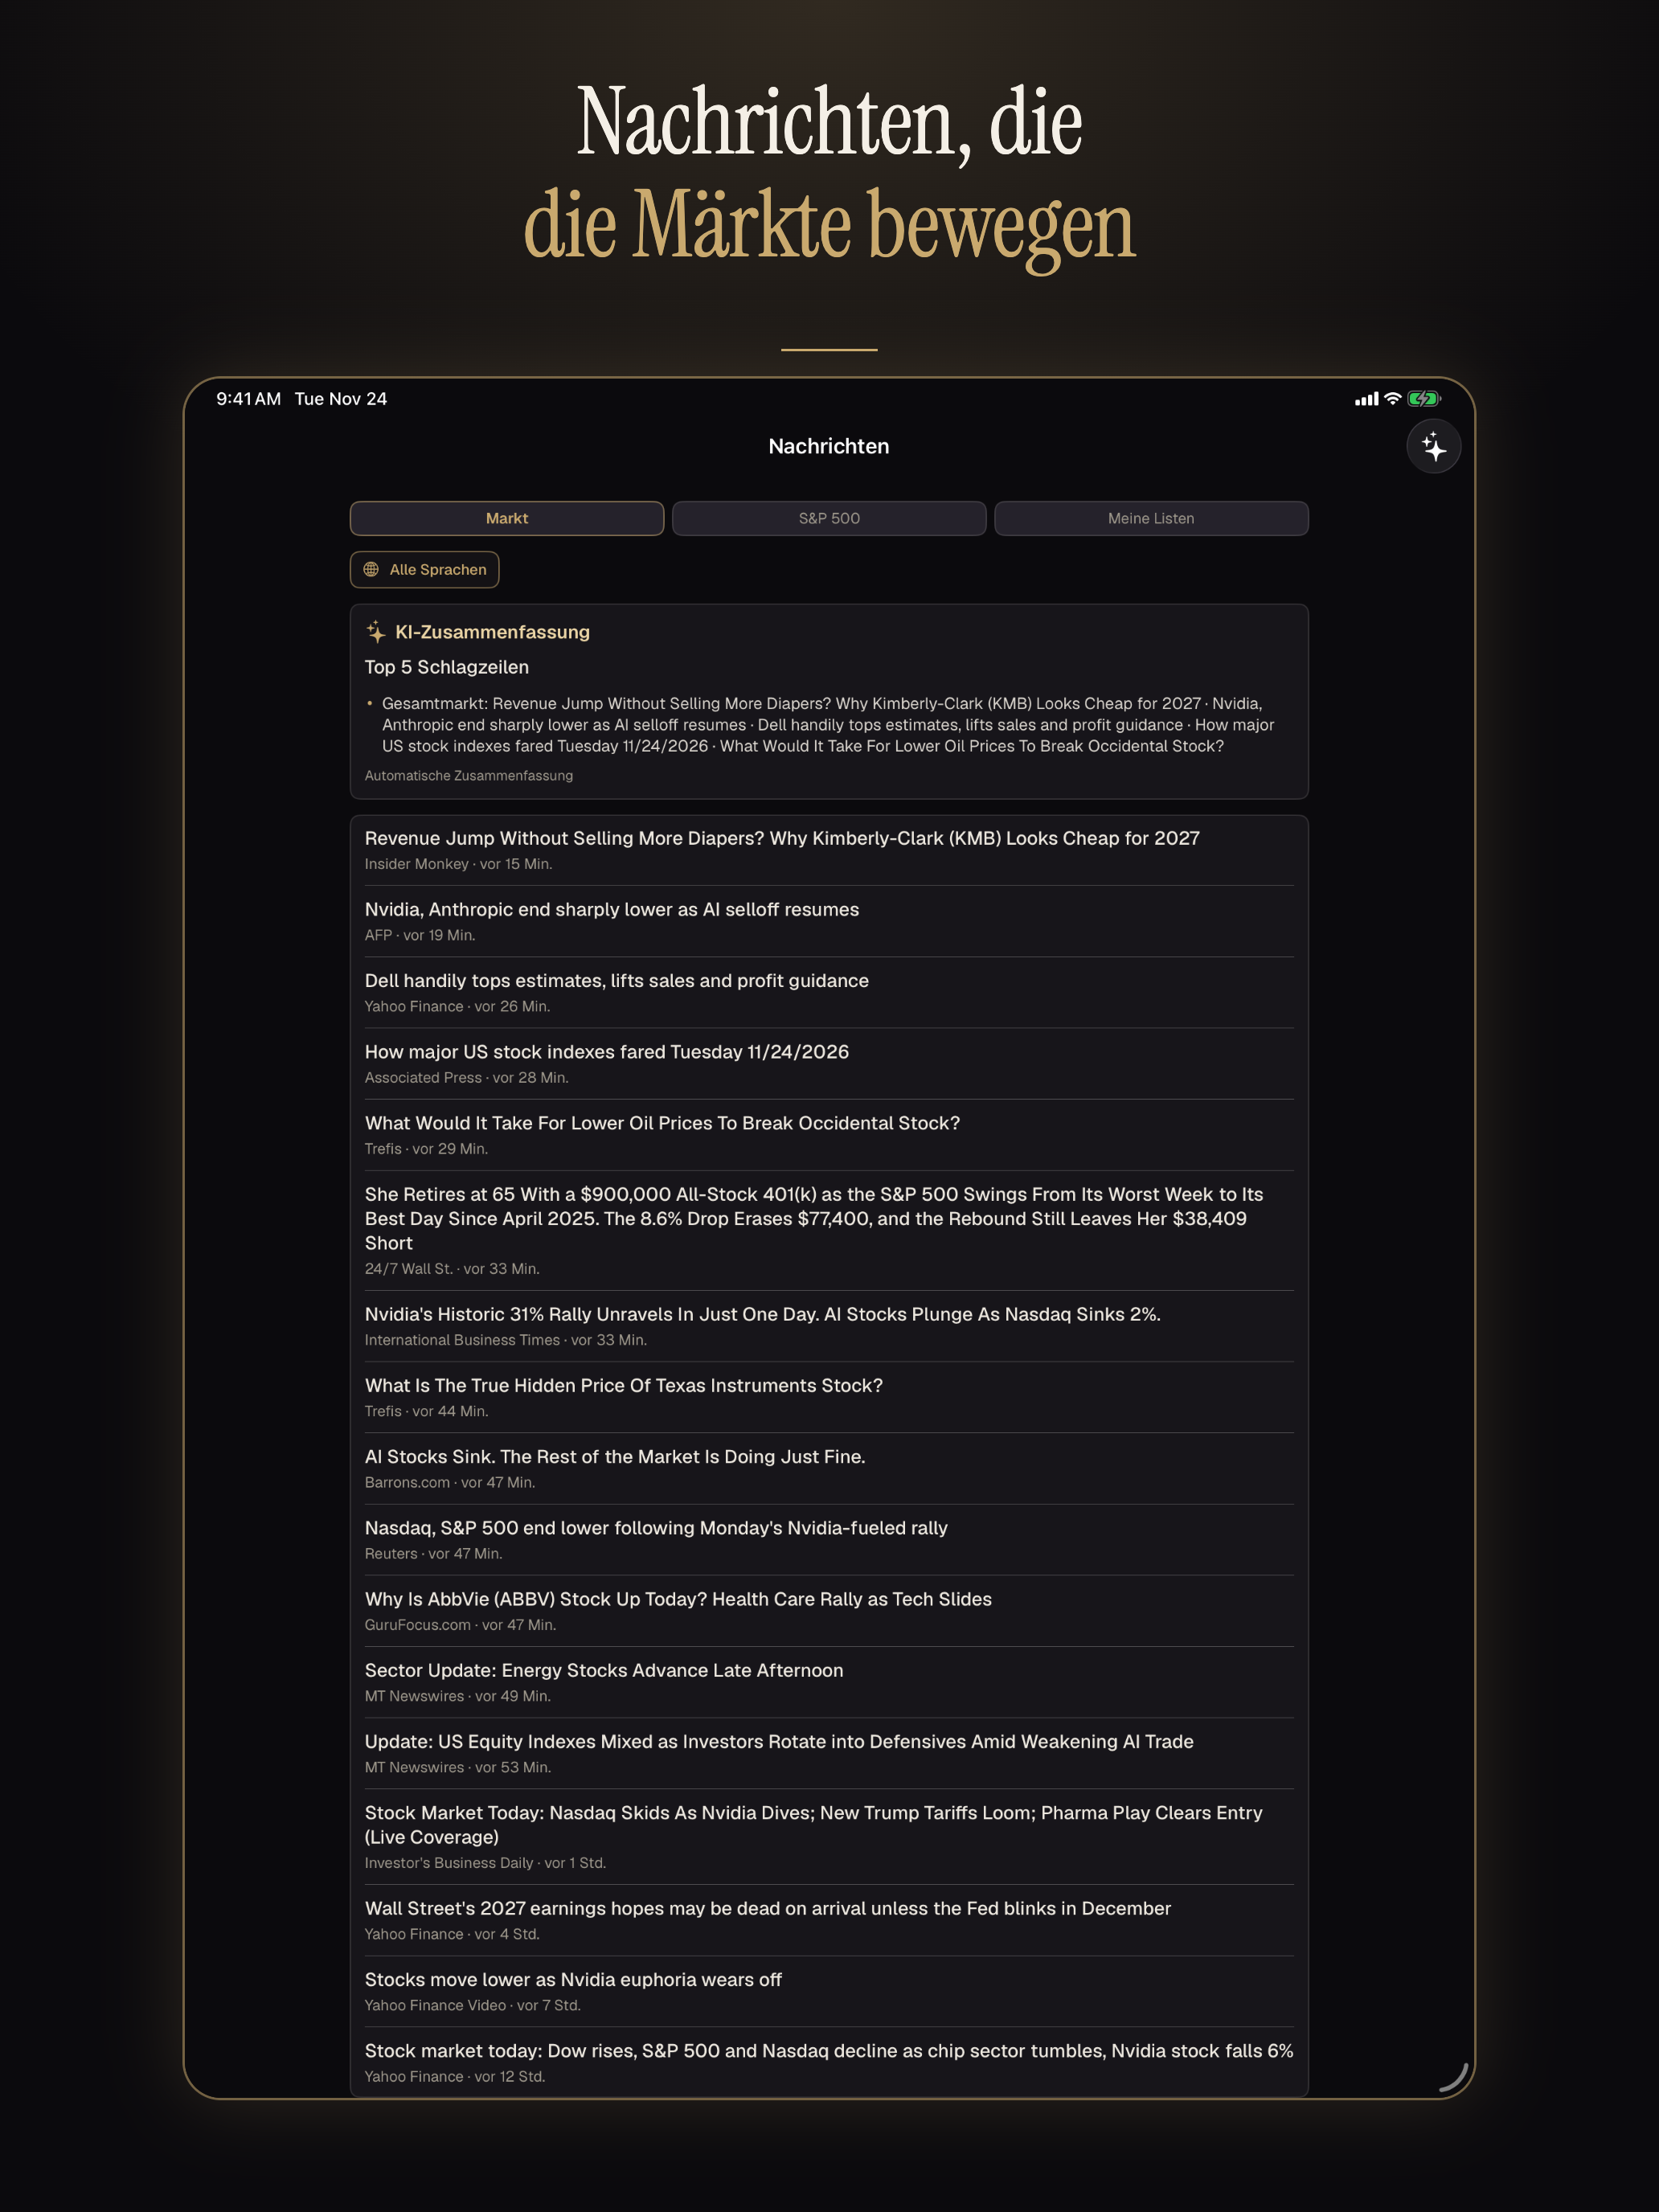 Nachrichten, die
die Märkte bewegen
9:41 AM Tue Nov 24
Nachrichten
Markt
S&P 500
Meine Listen
Alle Sprachen
KI-Zusammenfassung
Top 5 Schlagzeilen
• Gesamtmarkt: Revenue Jump Without Selling More Diapers? Why Kimberly-Clark (KMB) Looks Cheap for 2027 · Nvidia,
Anthropic end sharply lower as AI selloff resumes · Dell handily tops estimates, lifts sales and profit guidance · How major
US stock indexes fared Tuesday 11/24/2026 · What Would It Take For Lower Oil Prices To Break Occidental Stock?
Automatische Zusammenfassung
Revenue Jump Without Selling More Diapers? Why Kimberly-Clark (KMB) Looks Cheap for 2027
Insider Monkey · vor 15 Min.
Nvidia, Anthropic end sharply lower as AI selloff resumes
AFP · vor 19 Min.
Dell handily tops estimates, lifts sales and profit guidance
Yahoo Finance · vor 26 Min.
How major US stock indexes fared Tuesday 11/24/2026
Associated Press · vor 28 Min.
What Would It Take For Lower Oil Prices To Break Occidental Stock?
Trefis · vor 29 Min.
She Retires at 65 With a $900,000 All-Stock 401(k) as the S&P 500 Swings From Its Worst Week to Its
Best Day Since April 2025. The 8.6% Drop Erases $77,400, and the Rebound Still Leaves Her $38,409
Short
24/7 Wall St. · vor 33 Min.
Nvidia's Historic 31% Rally Unravels In Just One Day. AI Stocks Plunge As Nasdaq Sinks 2%.
International Business Times · vor 33 Min.
What Is The True Hidden Price Of Texas Instruments Stock?
Trefis · vor 44 Min.
AI Stocks Sink. The Rest of the Market Is Doing Just Fine.
Barrons.com · vor 47 Min.
Nasdaq, S&P 500 end lower following Monday's Nvidia-fueled rally
Reuters · vor 47 Min.
Why Is AbbVie (ABBV) Stock Up Today? Health Care Rally as Tech Slides
GuruFocus.com · vor 47 Min.
Sector Update: Energy Stocks Advance Late Afternoon
MT Newswires · vor 49 Min.
Update: US Equity Indexes Mixed as Investors Rotate into Defensives Amid Weakening AI Trade
MT Newswires · vor 53 Min.
Stock Market Today: Nasdaq Skids As Nvidia Dives; New Trump Tariffs Loom; Pharma Play Clears Entry
(Live Coverage)
Investor's Business Daily · vor 1 Std.
Wall Street's 2027 earnings hopes may be dead on arrival unless the Fed blinks in December
Yahoo Finance · vor 4 Std.
Stocks move lower as Nvidia euphoria wears off
Yahoo Finance Video · vor 7 Std.
Stock market today: Dow rises, S&P 500 and Nasdaq decline as chip sector tumbles, Nvidia stock falls 6%
Yahoo Finance · vor 12 Std.